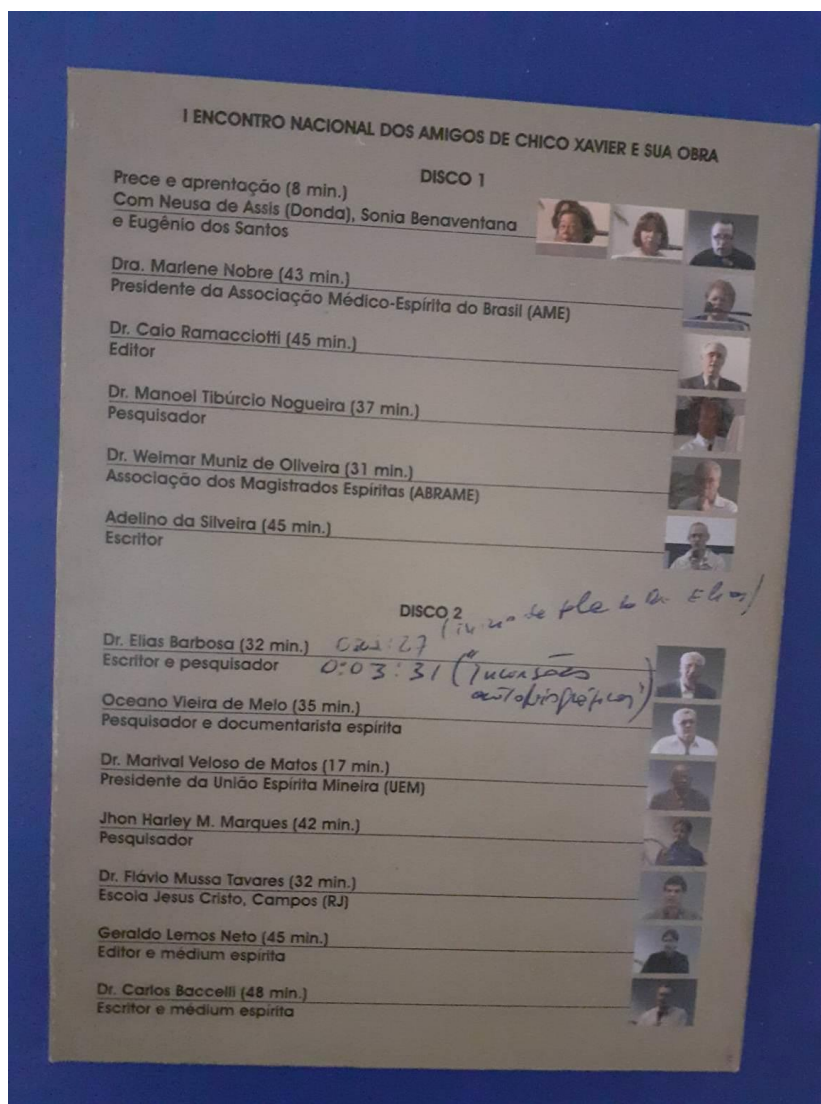 I ENCONTRO NACIONAL DOS AMIGOS DE CHICO XAVIER E SUA OBRA
DISCO 1
Prece e aprentação (8 min.)
Com Neusa de Assis (Donda), Sonia Benaventana
e Eugênio dos Santos
Dra. Marlene Nobre (43 min.)
Presidente da Associação Médico-Espírita do Brasil (AME)
Dr. Caio Ramacciotti (45 min.)
Editor
Dr. Manoel Tibúrcio Nogueira (37 min.)
Pesquisador
Dr. Weimar Muniz de Oliveira (31 min.)
Associação dos Magistrados Espíritas (ABRAME)
Adelino da Silveira (45 min.)
Escritor
DISCO 2
Dr. Elias Barbosa (32 min.)
Escritor e pesquisador 0:03:31 ("Incursões
autobiográficas")
Oceano Vieira de Melo (35 min.)
Pesquisador e documentarista espírita
Dr. Marival Veloso de Matos (17 min.)
Presidente da União Espírita Mineira (UEM)
Jhon Harley M. Marques (42 min.)
Pesquisador
Dr. Flávio Mussa Tavares (32 min.)
Escola Jesus Cristo, Campos (RJ)
Geraldo Lemos Neto (45 min.)
Editor e médium espírita
Dr. Carlos Baccelli (48 min.)
Escritor e médium espírita